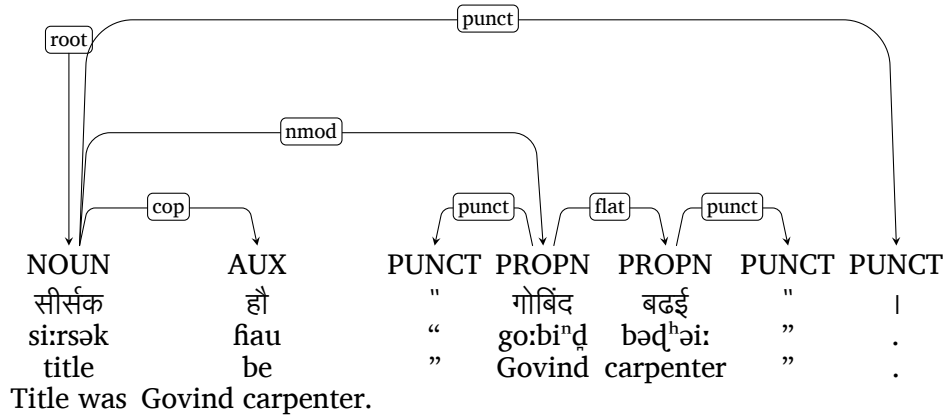 punct
root
nmod
cop punct flat punct
NOUN AUX PUNCT PROPN PROPN PUNCT PUNCT
सीर्सक हौ " गोबिंद बढई " ।
siːrsək ɦau “ ɡoːbiⁿd̪ bəɖʰəiː ” .
title be ” Govind carpenter ” .
Title was Govind carpenter.